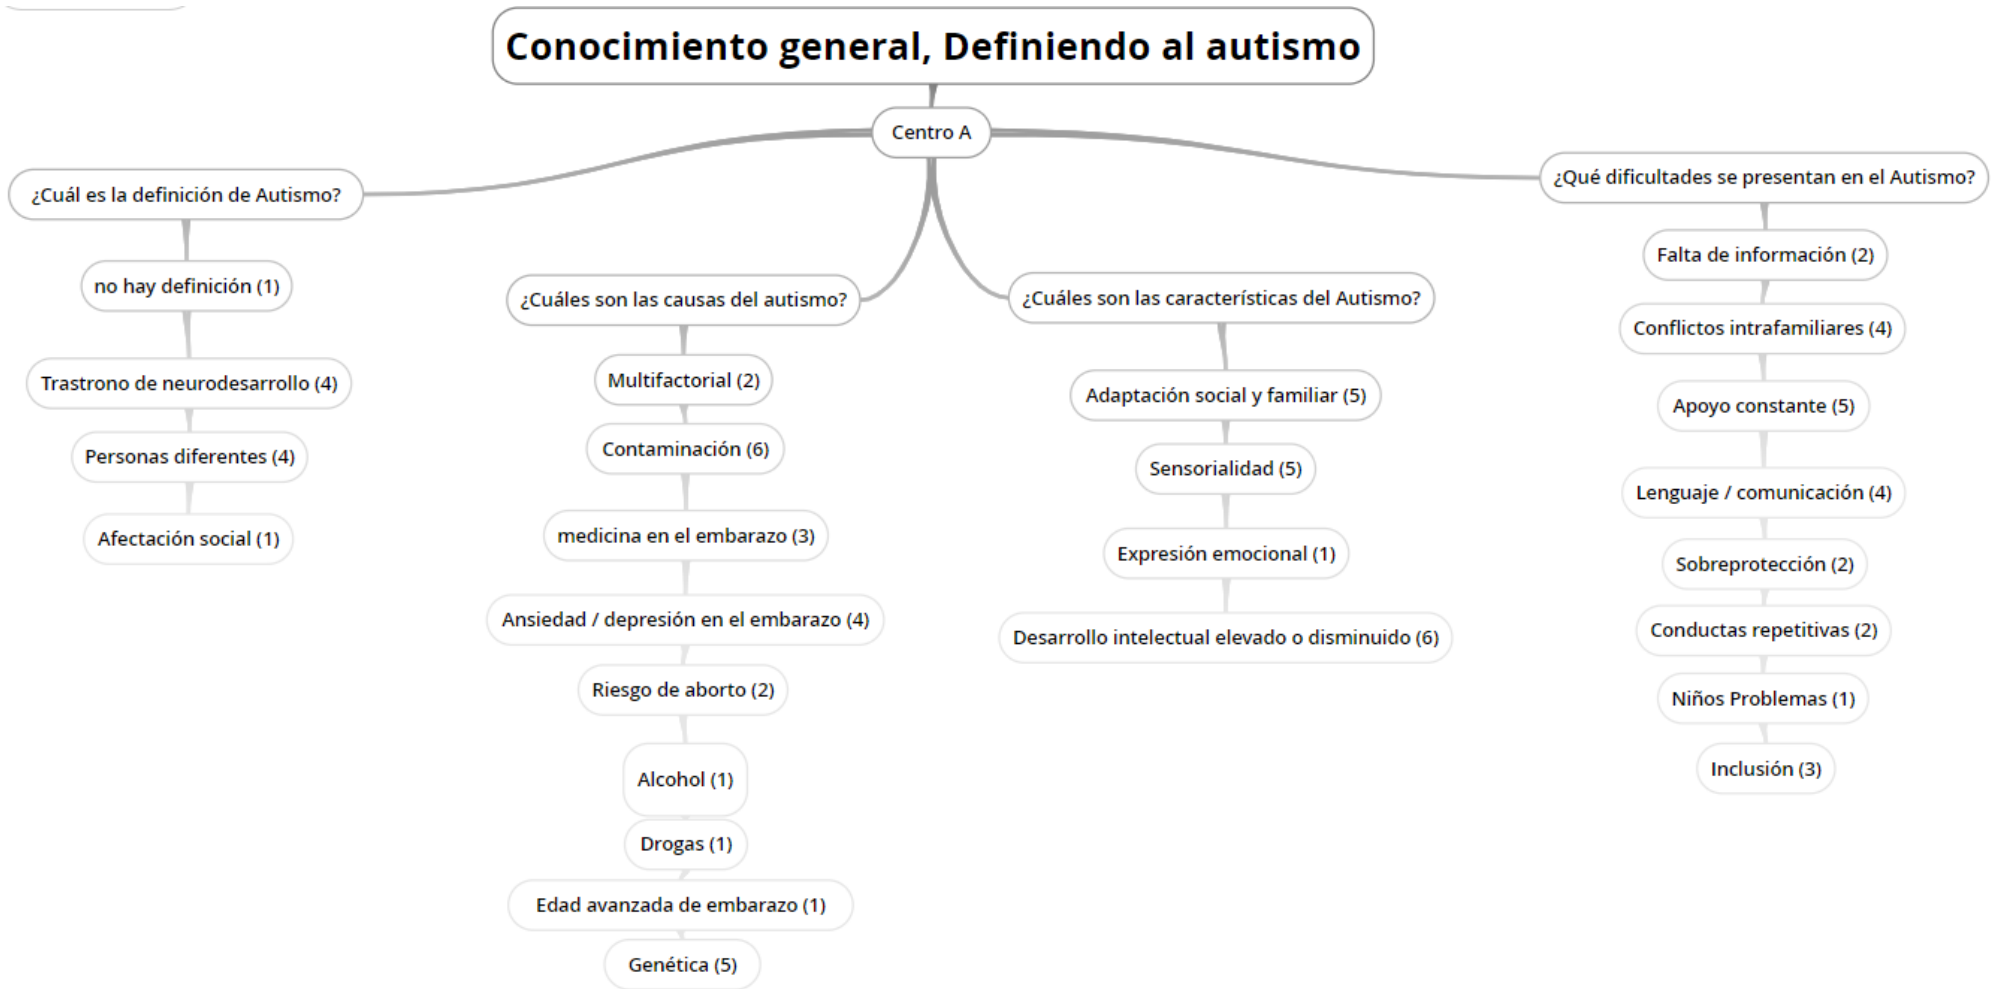 Conocimiento general, Definiendo al autismo
Centro A
¿Cuál es la definición de Autismo?
no hay definición (1)
Trastrono de neurodesarrollo (4)
Personas diferentes (4)
Afectación social (1)
¿Cuáles son las causas del autismo?
Multifactorial (2)
Contaminación (6)
medicina en el embarazo (3)
Ansiedad / depresión en el embarazo (4)
Riesgo de aborto (2)
Alcohol (1)
Drogas (1)
Edad avanzada de embarazo (1)
Genética (5)
¿Cuáles son las características del Autismo?
Adaptación social y familiar (5)
Sensorialidad (5)
Expresión emocional (1)
Desarrollo intelectual elevado o disminuido (6)
¿Qué dificultades se presentan en el Autismo?
Falta de información (2)
Conflictos intrafamiliares (4)
Apoyo constante (5)
Lenguaje / comunicación (4)
Sobreprotección (2)
Conductas repetitivas (2)
Niños Problemas (1)
Inclusión (3)